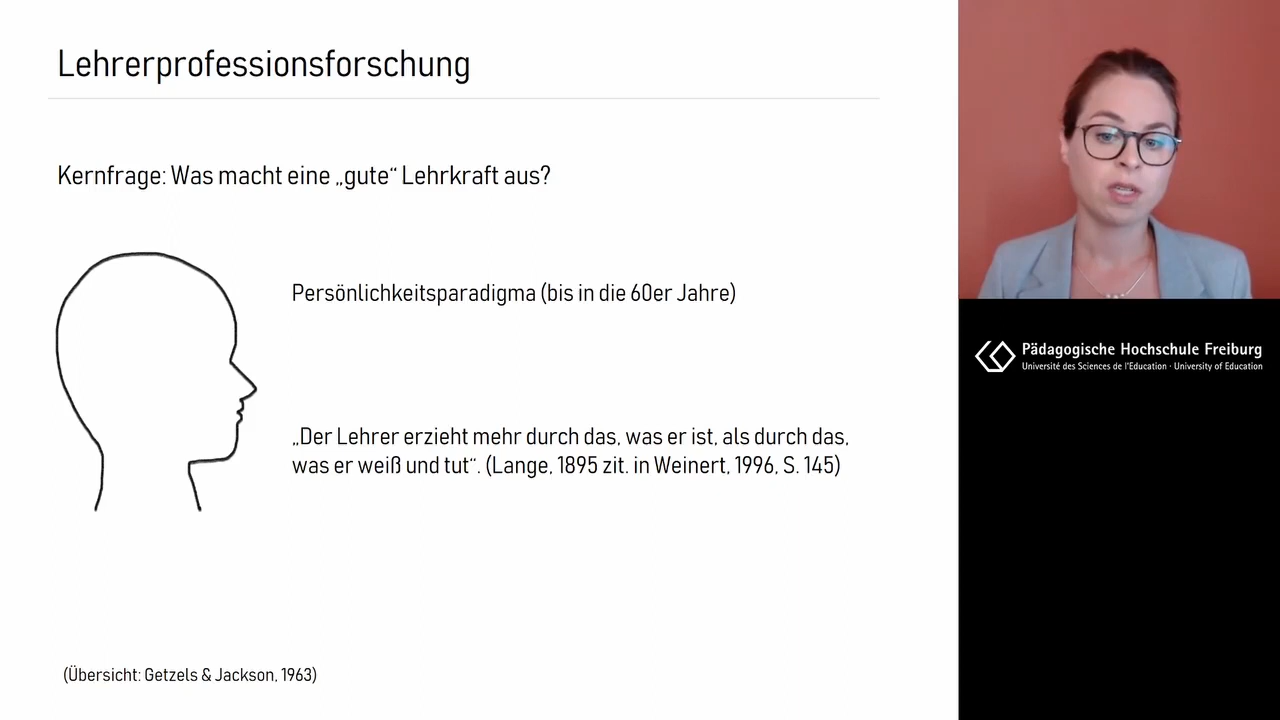 Lehrerprofessionsforschung
Kernfrage: Was macht eine „gute“ Lehrkraft aus?
Persönlichkeitsparadigma (bis in die 60er Jahre)
„Der Lehrer erzieht mehr durch das, was er ist, als durch das,
was er weiß und tut“. (Lange, 1895 zit. in Weinert, 1996, S. 145)
(Übersicht: Getzels & Jackson, 1963)
Pädagogische Hochschule Freiburg
Université des Sciences de l'Education · University of Education